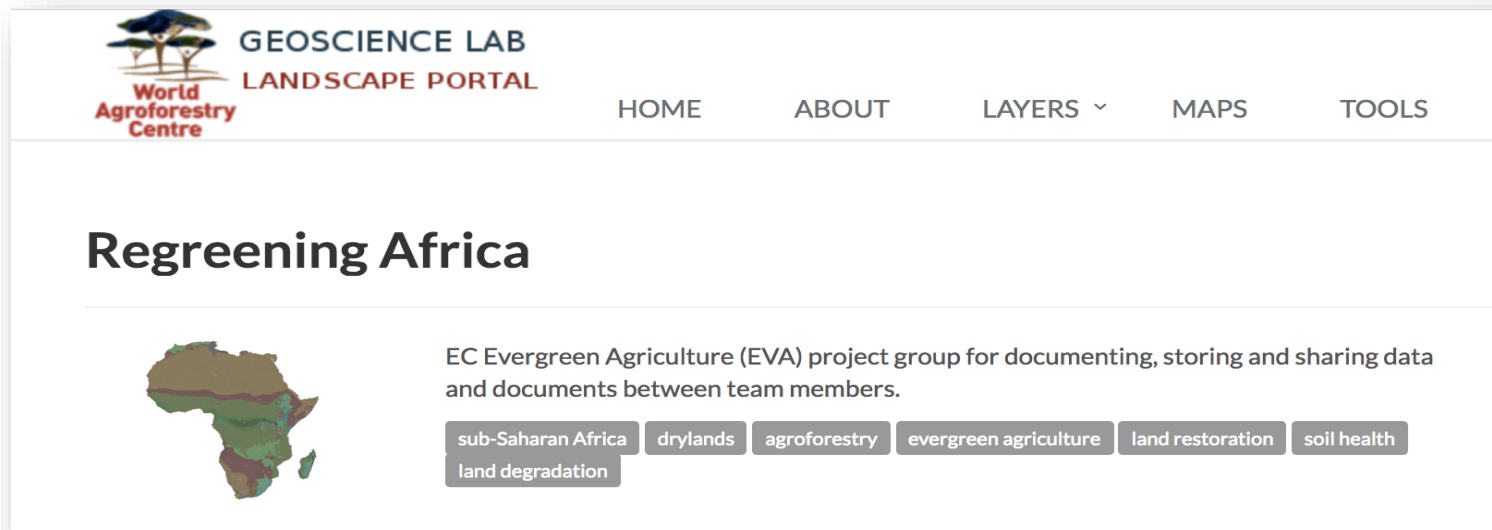 GEOSCIENCE LAB
LANDSCAPE PORTAL
World
Agroforestry
Centre
HOME ABOUT LAYERS MAPS TOOLS
Regreening Africa
EC Evergreen Agriculture (EVA) project group for documenting, storing and sharing data
and documents between team members.
sub-Saharan Africa drylands agroforestry evergreen agriculture land restoration soil health
land degradation